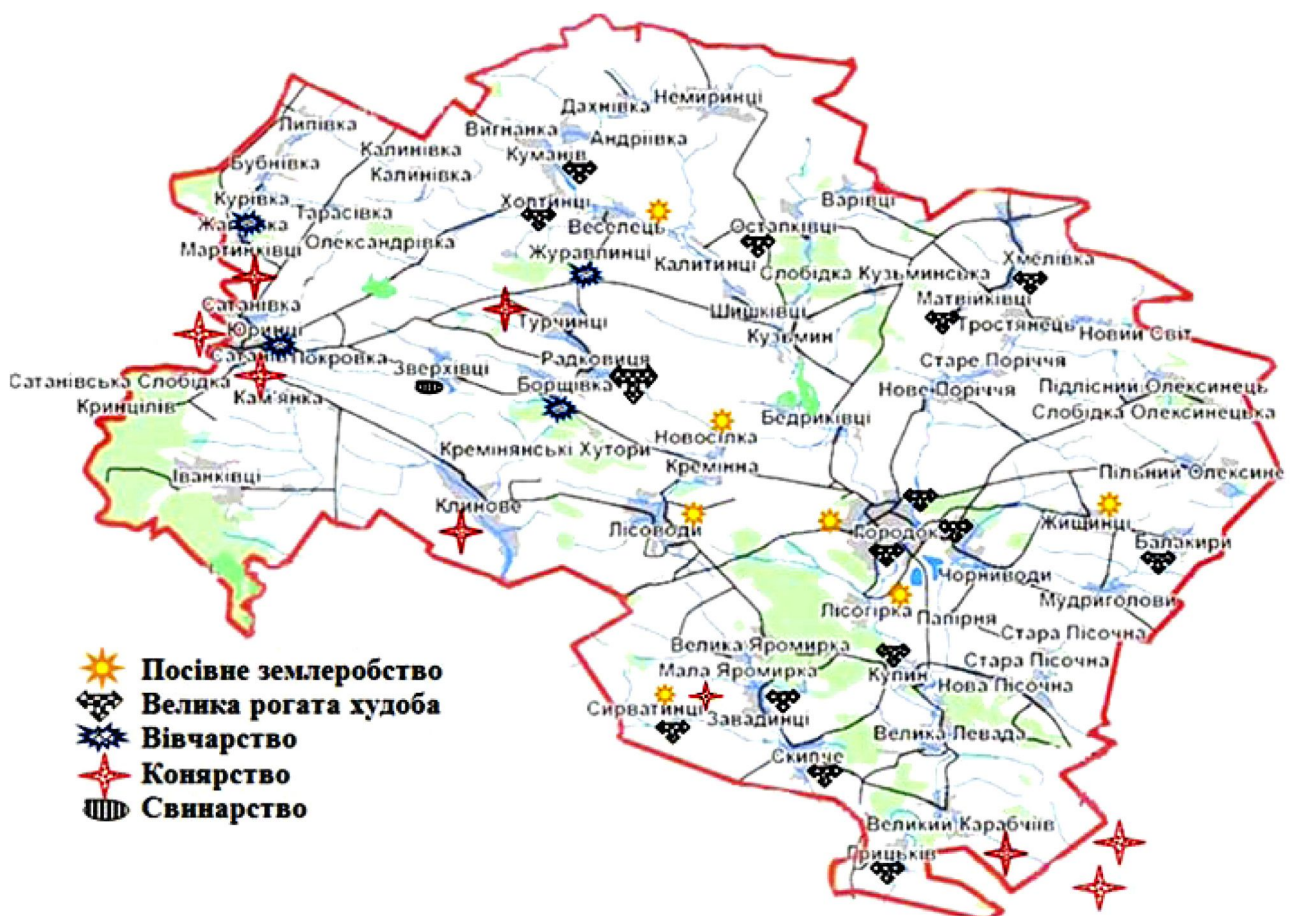 Дахнівка
Немиринці
Липівка
Вигнанка
Андріївка
Калинівка
Куманів
Бубнівка
Калинівка
Курівка
Хоптинці
Варівці
Тарасівка
Веселець
Остапківці
Мартинківці
Олександрівка
Журавлинці
Калитинці
Слобідка Кузьминська
Хмелівка
Матвійківці
Сатанівка
Шишківці
Турчинці
Тростянець
Новий Світ
Юринці
Кузьмин
Сатанів
Покровка
Радковиця
Старе Поріччя
Зверхівці
Сатанівська Слобідка
Борщівка
Нове Поріччя
Підлісний Олексинець
Кам'янка
Кринцілів
Слобідка Олексинецька
Бедриківці
Новосілка
Кремінянські Хутори
Кремінна
Іванківці
Пільний Олексине
Клинове
Лісоводи
Городок
Жищинці
Балакири
Чорниводи
Мудриголови
Лісогірка
Папірня
Стара Пісочна
Велика Яромирка
Стара Пісочна
Мала Яромирка
Купин
Нова Пісочна
Сирватинці
Завадинці
Велика Левада
Скипче
Великий Карабчіїв
Грицьків
Посівне землеробство
Велика рогата худоба
Вівчарство
Конярство
Свинарство